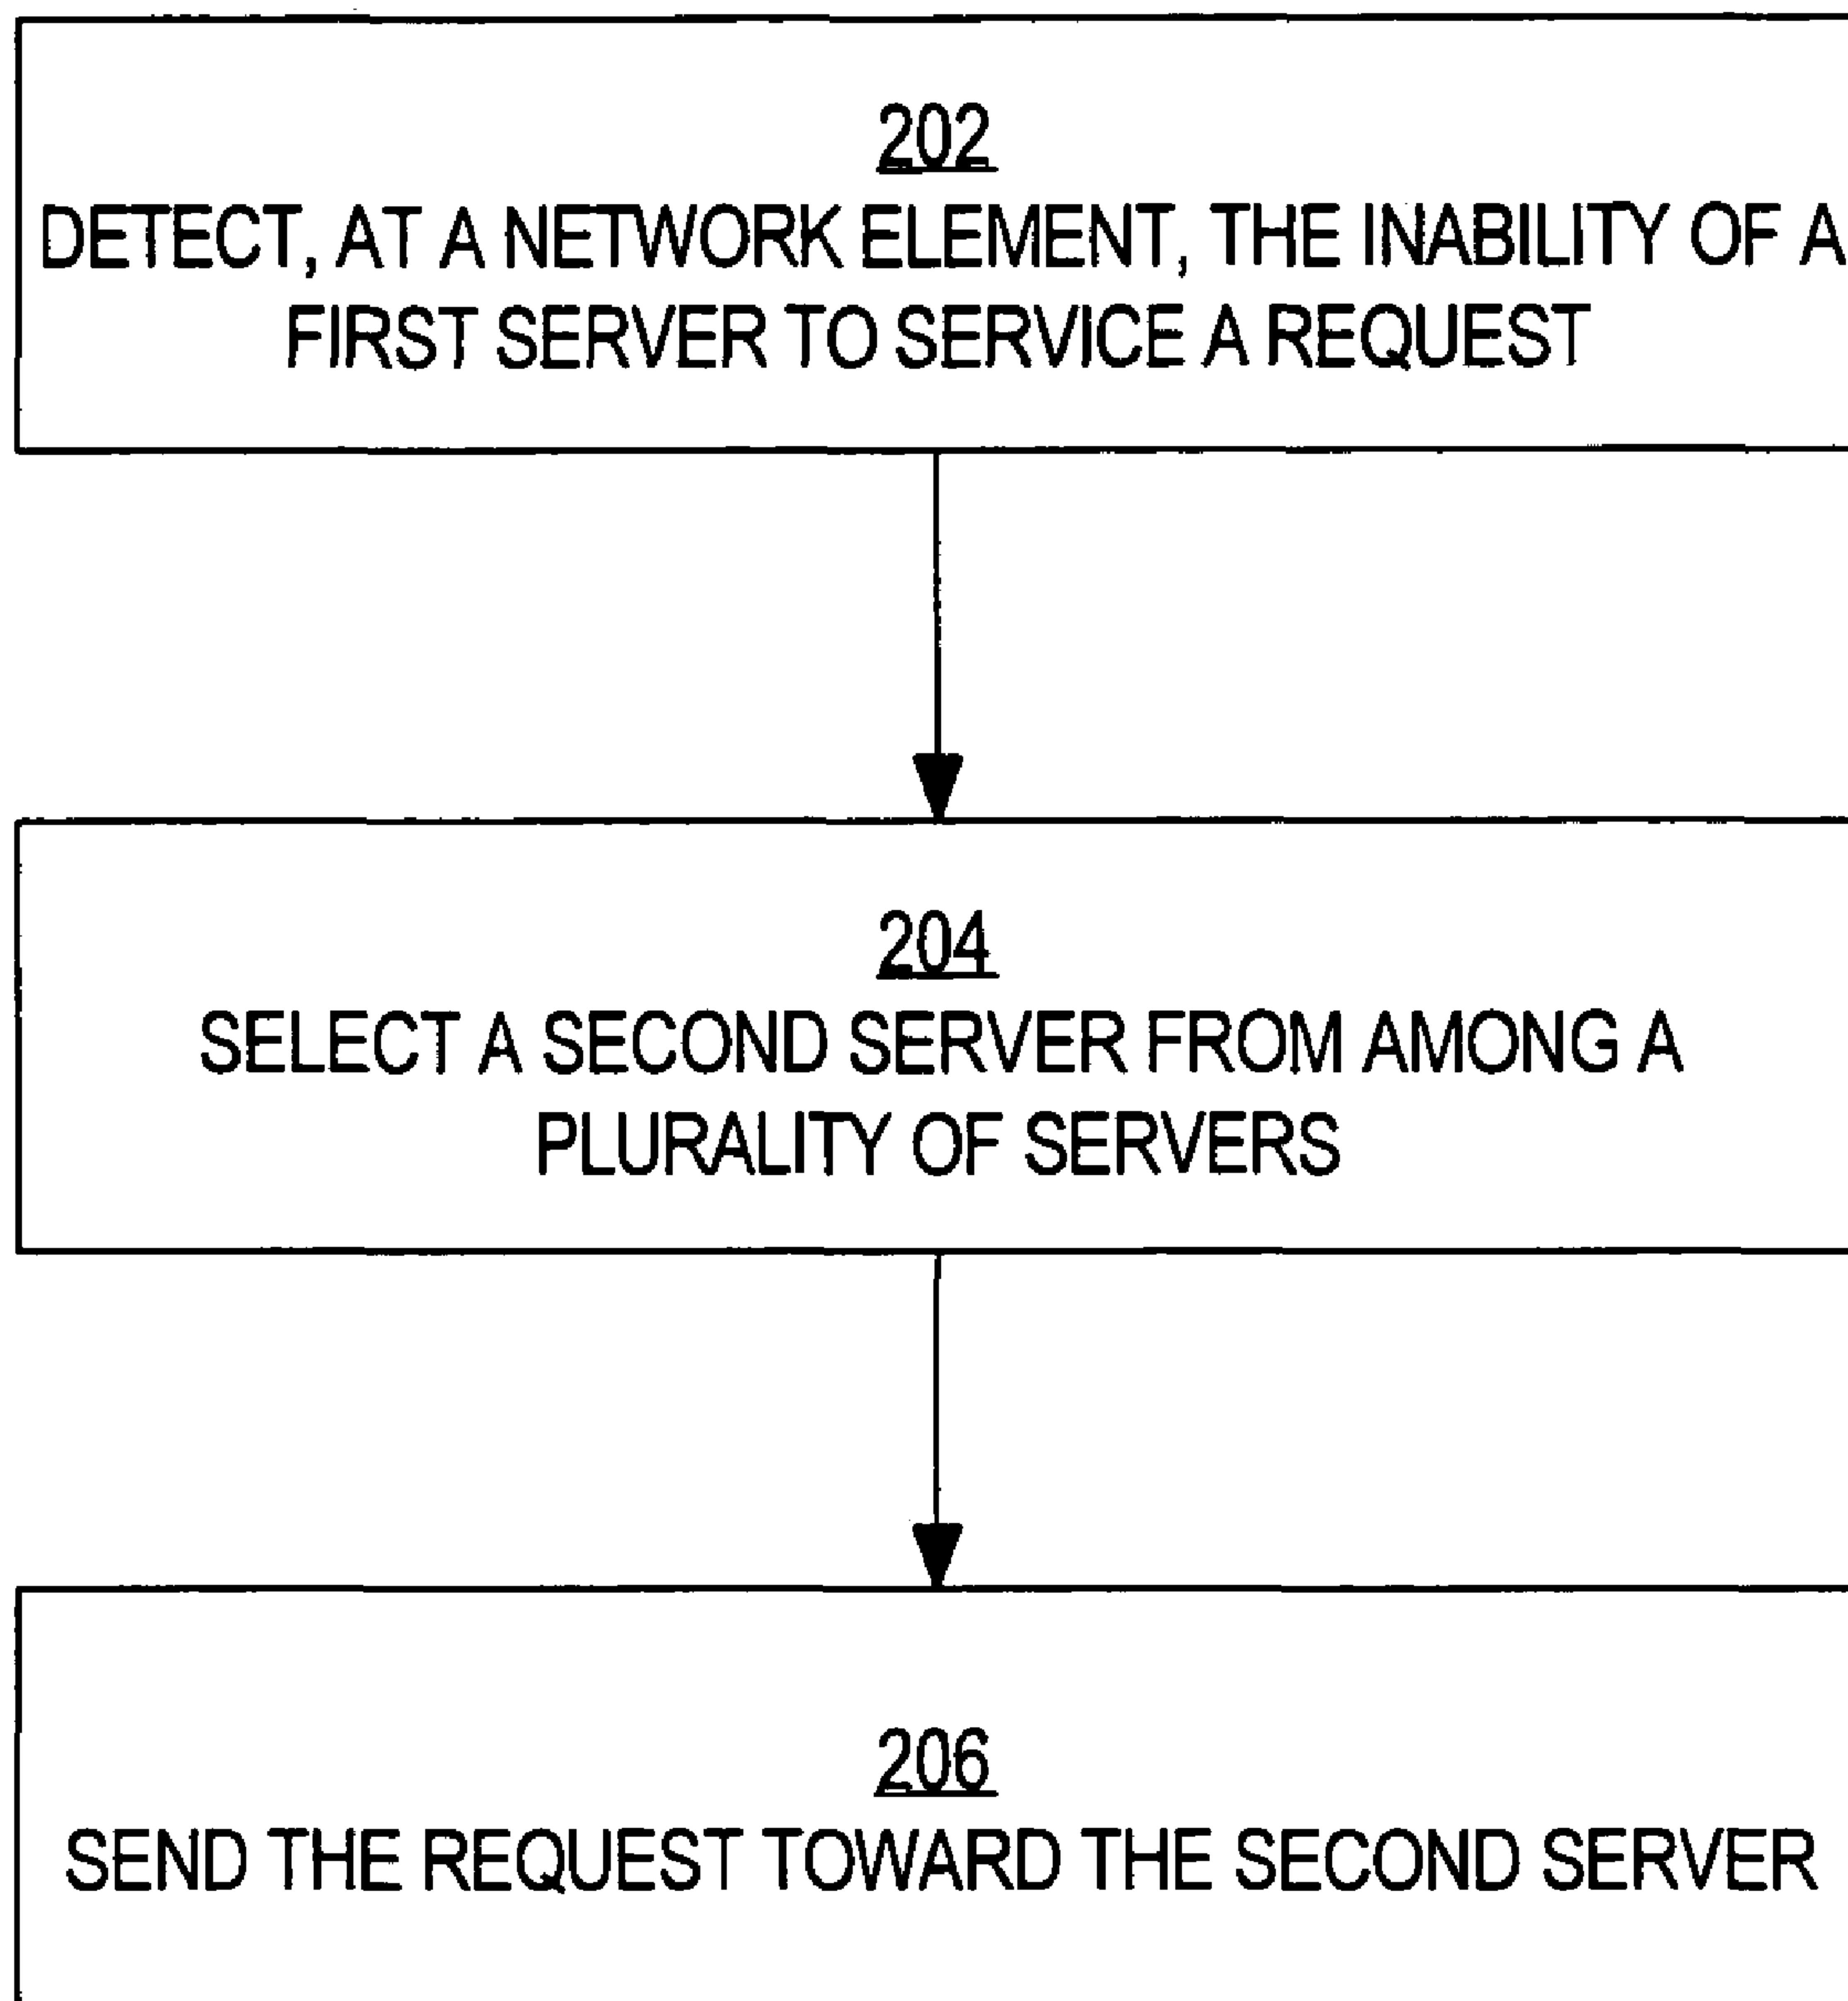 202
DETECT, AT A NETWORK ELEMENT, THE INABILITY OF A
FIRST SERVER TO SERVICE A REQUEST
204
SELECT A SECOND SERVER FROM AMONG A
PLURALITY OF SERVERS
206
SEND THE REQUEST TOWARD THE SECOND SERVER